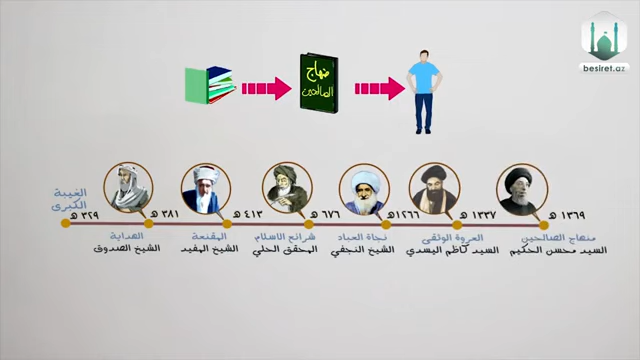 besiret.az
منهاج
الصالحين
الغيبة
الكبرى
٣٢٩ هـ
٣٨١ هـ
٤١٣ هـ
٦٧٦ هـ
١٢٦٦ هـ
١٣٣٧ هـ
١٣٦٩ هـ
الهداية
الشيخ الصدوق
المقنعة
الشيخ المفيد
شرائع الاسلام
المحقق الحلي
نجاة العباد
الشيخ النجفي
العروة الوثقى
السيد كاظم اليسدي
منهاج الصالحين
السيد محسن الحكيم